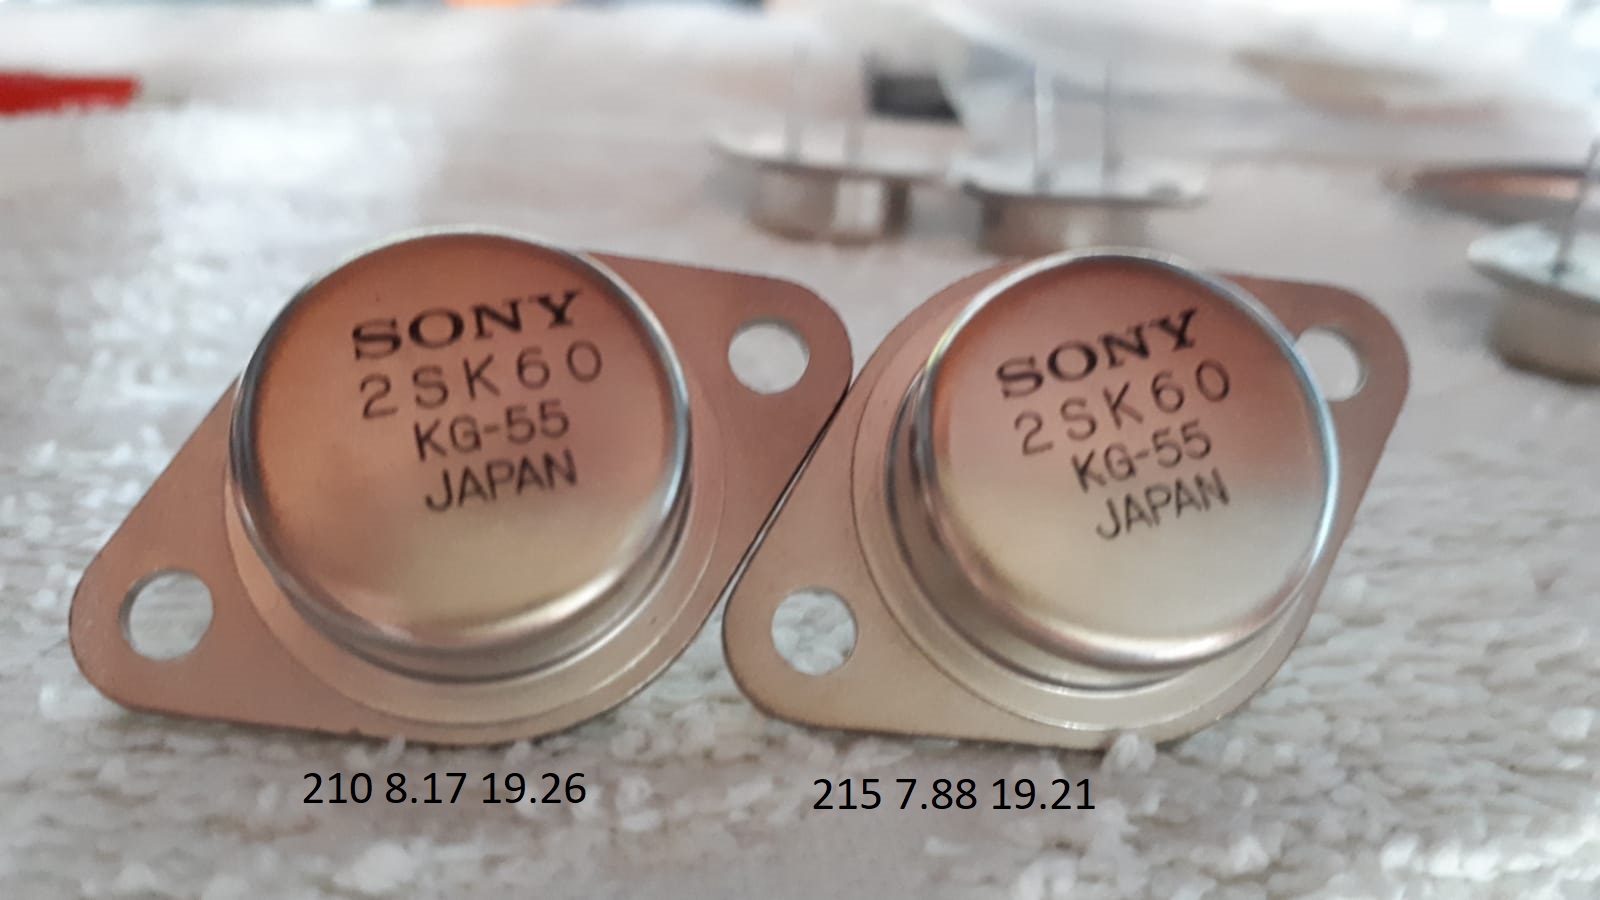 SONY
2SK60
KG-55
JAPAN
SONY
2SK60
KG-55
JAPAN
210 8.17 19.26
215 7.88 19.21